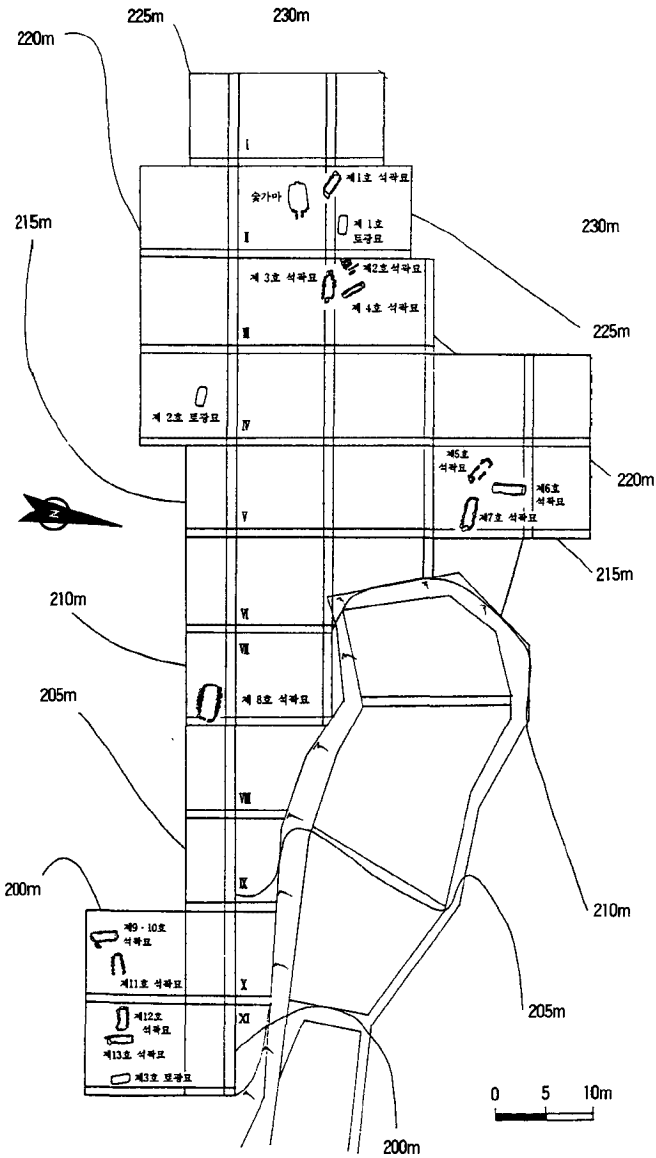 225m 230m
220m
I
제1호 석곽묘
숯가마
제 1호
토광묘
II
215m
230m
제2호석곽묘
제 3호 석곽묘
제 4호 석곽묘
225m
III
제 2호 토광묘
IV
제5호
석곽묘
제6호
석곽묘
220m
제7호 석곽묘
N
V
215m
VI
210m
VII
205m
제 8호 석곽묘
VIII
200m
IX
210m
제9·10호
석곽묘
제11호 석곽묘
X
205m
제12호
석곽묘
XI
제13호 석곽묘
제3호 토광묘
0 5 10m
200m